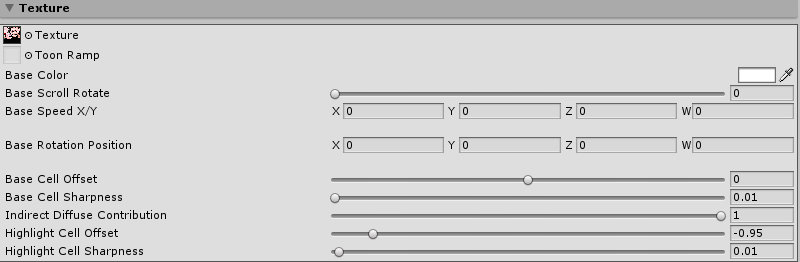 Texture
Texture
Toon Ramp
Base Color
Base Scroll Rotate 0
Base Speed X/Y X 0 Y 0 Z 0 W 0
Base Rotation Position X 0 Y 0 Z 0 W 0
Base Cell Offset 0
Base Cell Sharpness 0.01
Indirect Diffuse Contribution 1
Highlight Cell Offset -0.95
Highlight Cell Sharpness 0.01